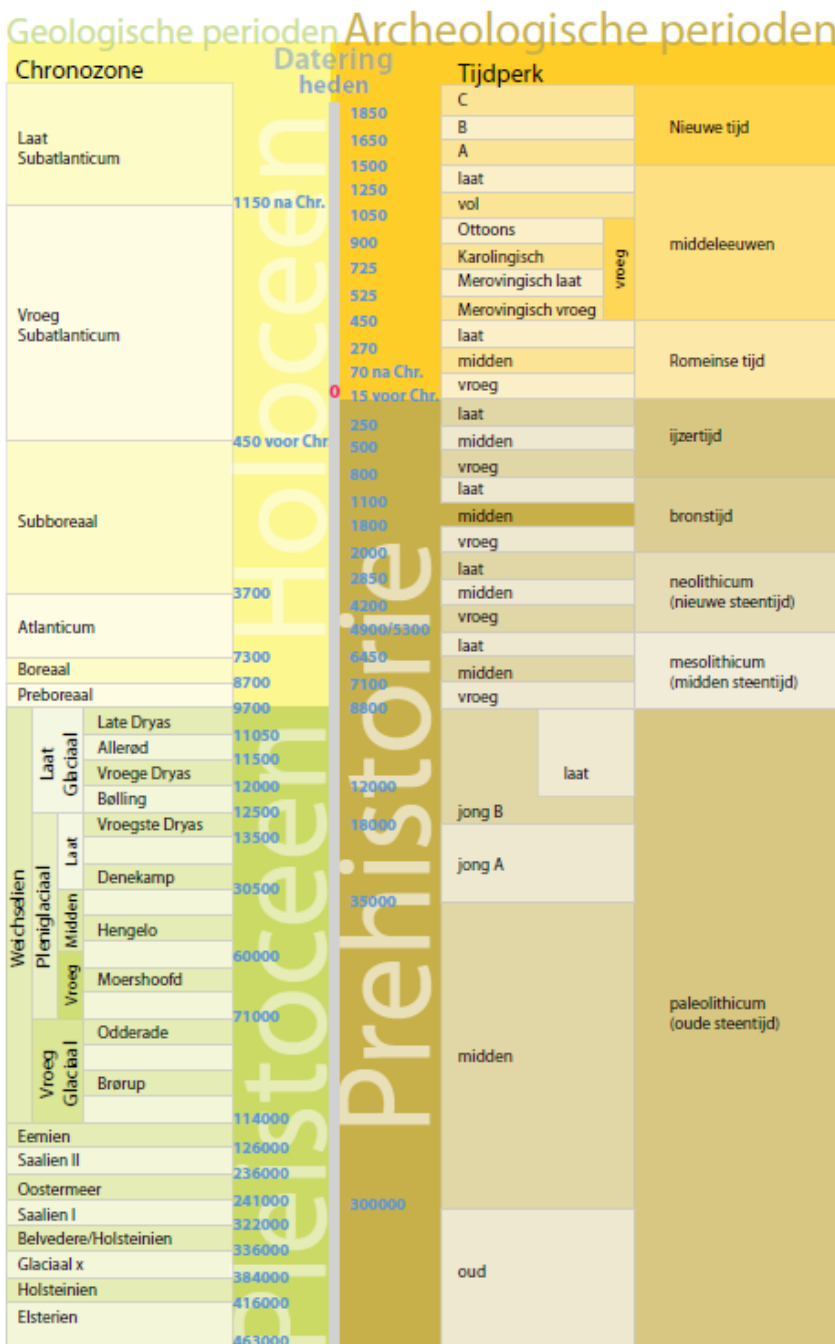 Geologische perioden
Archeologische perioden
Chronozone
Datering
heden
Tijdperk
Laat
Subatlanticum
1150 na Chr.
Vroeg
Subatlanticum
450 voor Chr
Subboreaal
3700
Atlanticum
7300
Boreaal
8700
Preboreaal
9700
Holoceen
Weichselien
Laat
Glaciaal
Late Dryas
11050
Allerød
11500
Vroege Dryas
12000
Bølling
12500
Pleniglaciaal
Laat
Vroegste Dryas
13500
Denekamp
30500
Midden
Hengelo
60000
Vroeg
Moershoofd
71000
Vroeg
Glaciaal
Odderade
Brørup
114000
Eemien
126000
Saalien II
236000
Oostermeer
241000
Saalien I
322000
Belvedere/Holsteinien
336000
Glaciaal x
384000
Holsteinien
416000
Elsterien
463000
Pleistoceen
0
C
1850
B
1650
A
1500
Nieuwe tijd
laat
1250
vol
1050
Ottoons
900
Karolingisch
725
Merovingisch laat
525
Merovingisch vroeg
450
vroeg
middeleeuwen
laat
270
midden
70 na Chr.
vroeg
15 voor Chr.
Romeinse tijd
laat
250
midden
500
vroeg
800
ijzertijd
laat
1100
midden
1800
vroeg
2000
bronstijd
laat
2850
midden
4200
vroeg
4900/5300
neolithicum
(nieuwe steentijd)
laat
6450
midden
7100
vroeg
8800
mesolithicum
(midden steentijd)
laat
12000
jong B
18000
jong A
35000
midden
300000
oud
paleolithicum
(oude steentijd)
Prehistorie